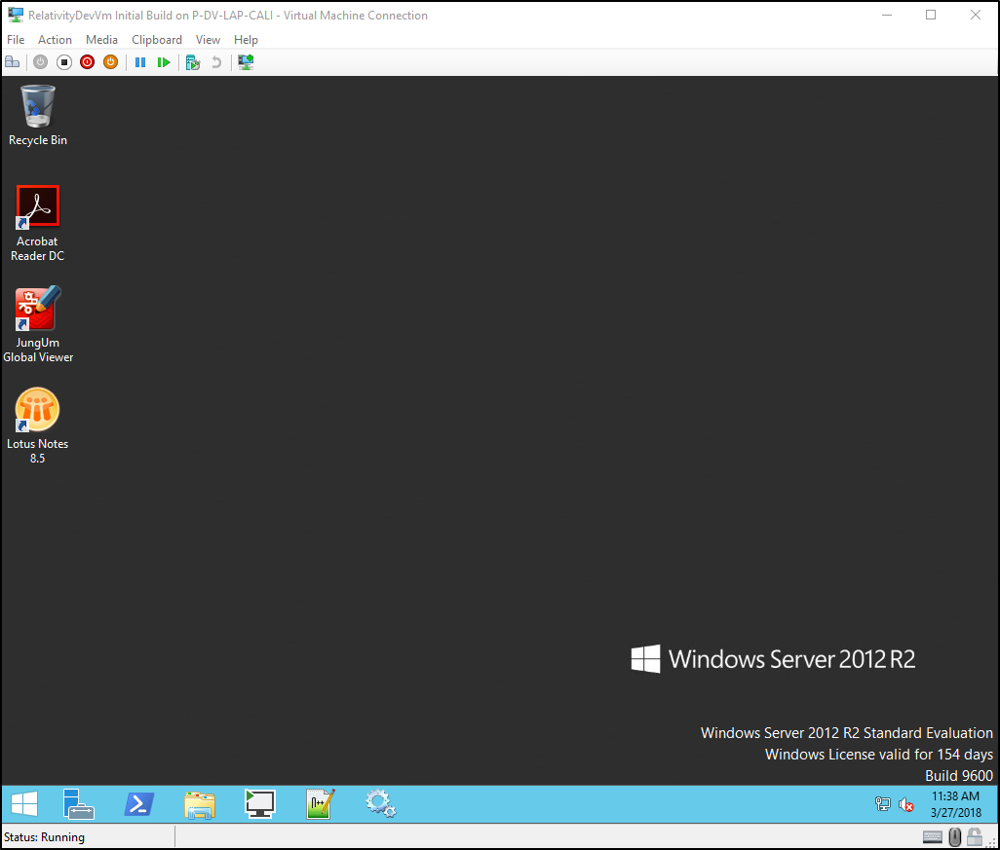 RelativityDevVm Initial Build on P-DV-LAP-CALI - Virtual Machine Connection
File Action Media Clipboard View Help
Recycle Bin
Acrobat
Reader DC
JungUm
Global Viewer
Lotus Notes
8.5
Windows Server 2012 R2
Windows Server 2012 R2 Standard Evaluation
Windows License valid for 154 days
Build 9600
11:38 AM
3/27/2018
Status: Running